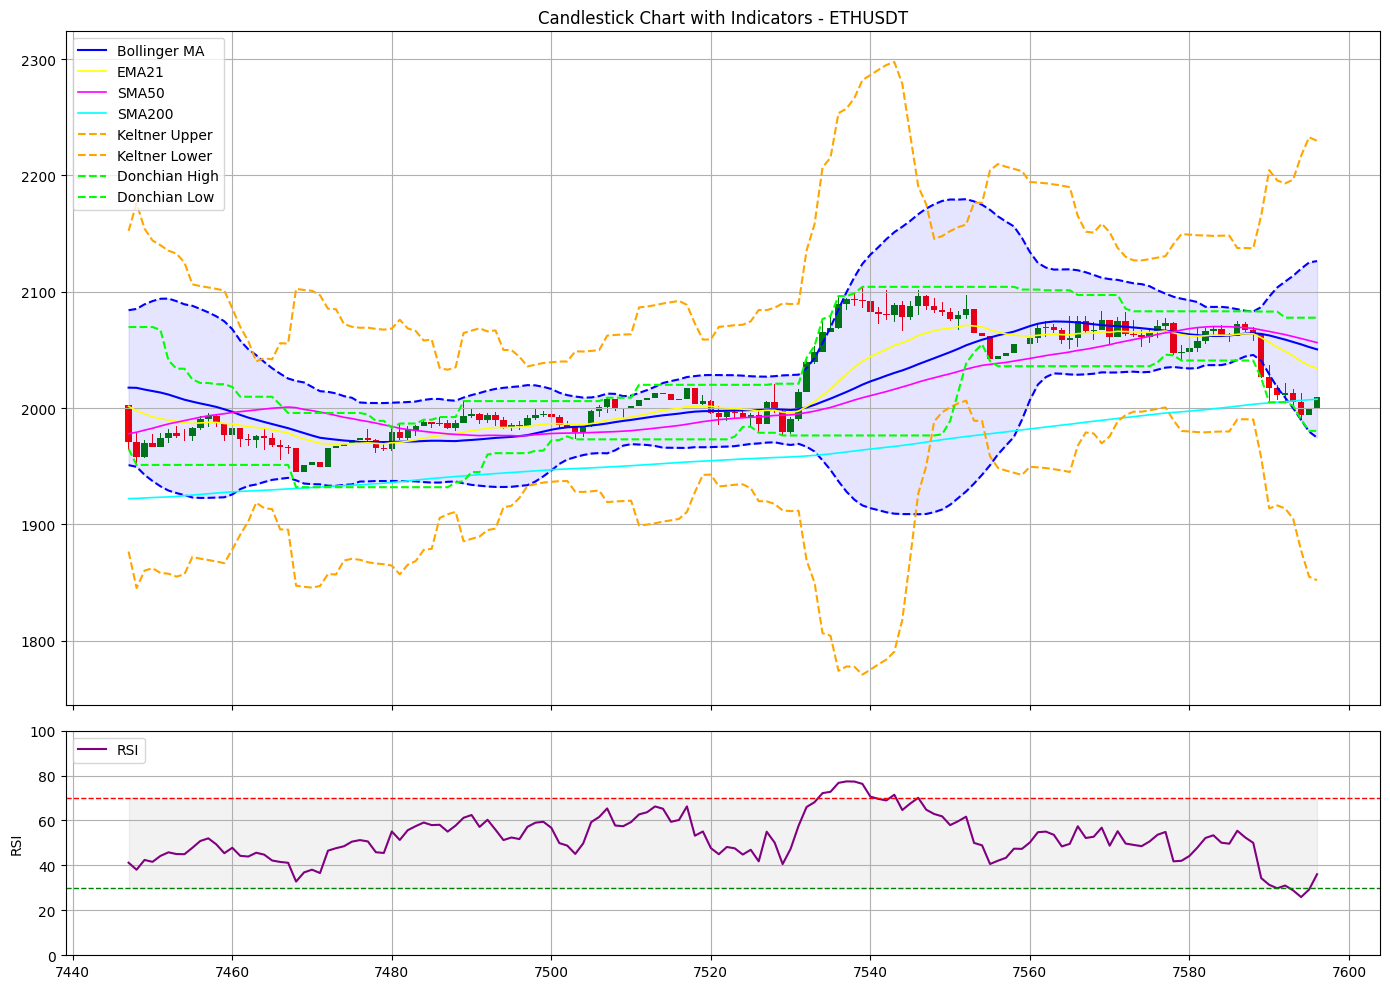 Candlestick Chart with Indicators - ETHUSDT
Bollinger MA
EMA21
SMA50
SMA200
Keltner Upper
Keltner Lower
Donchian High
Donchian Low
2300
2200
2100
2000
1900
1800
RSI
100
80
60
40
20
0
RSI
7440 7460 7480 7500 7520 7540 7560 7580 7600